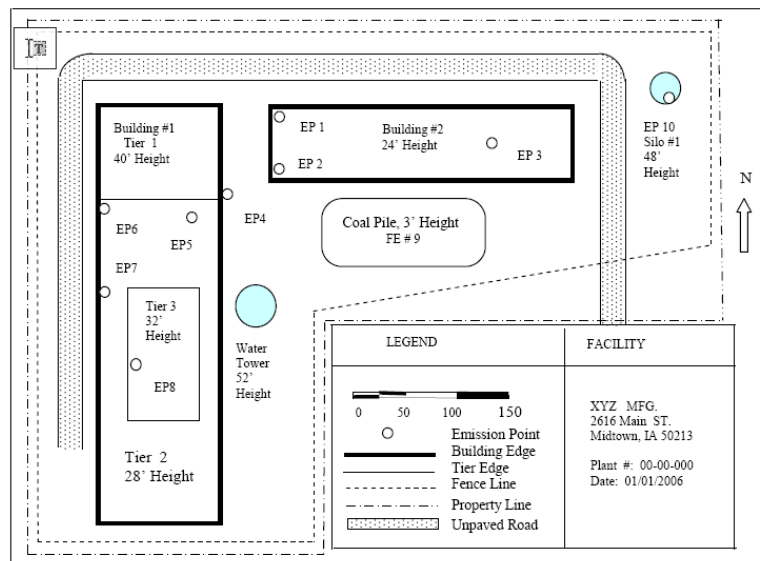 T
Building #1
Tier 1
40' Height
EP 1
EP 2
Building #2
24' Height
EP 3
EP 10
Silo #1
48'
Height
N
EP4
EP6
EP5
EP7
Coal Pile, 3' Height
FE # 9
Tier 3
32'
Height
EP8
Water
Tower
52'
Height
Tier 2
28' Height
LEGEND
0 50 100 150
Emission Point
Building Edge
Tier Edge
Fence Line
Property Line
Unpaved Road
FACILITY
XYZ MFG.
2616 Main ST.
Midtown, IA 50213
Plant #: 00-00-000
Date: 01/01/2006